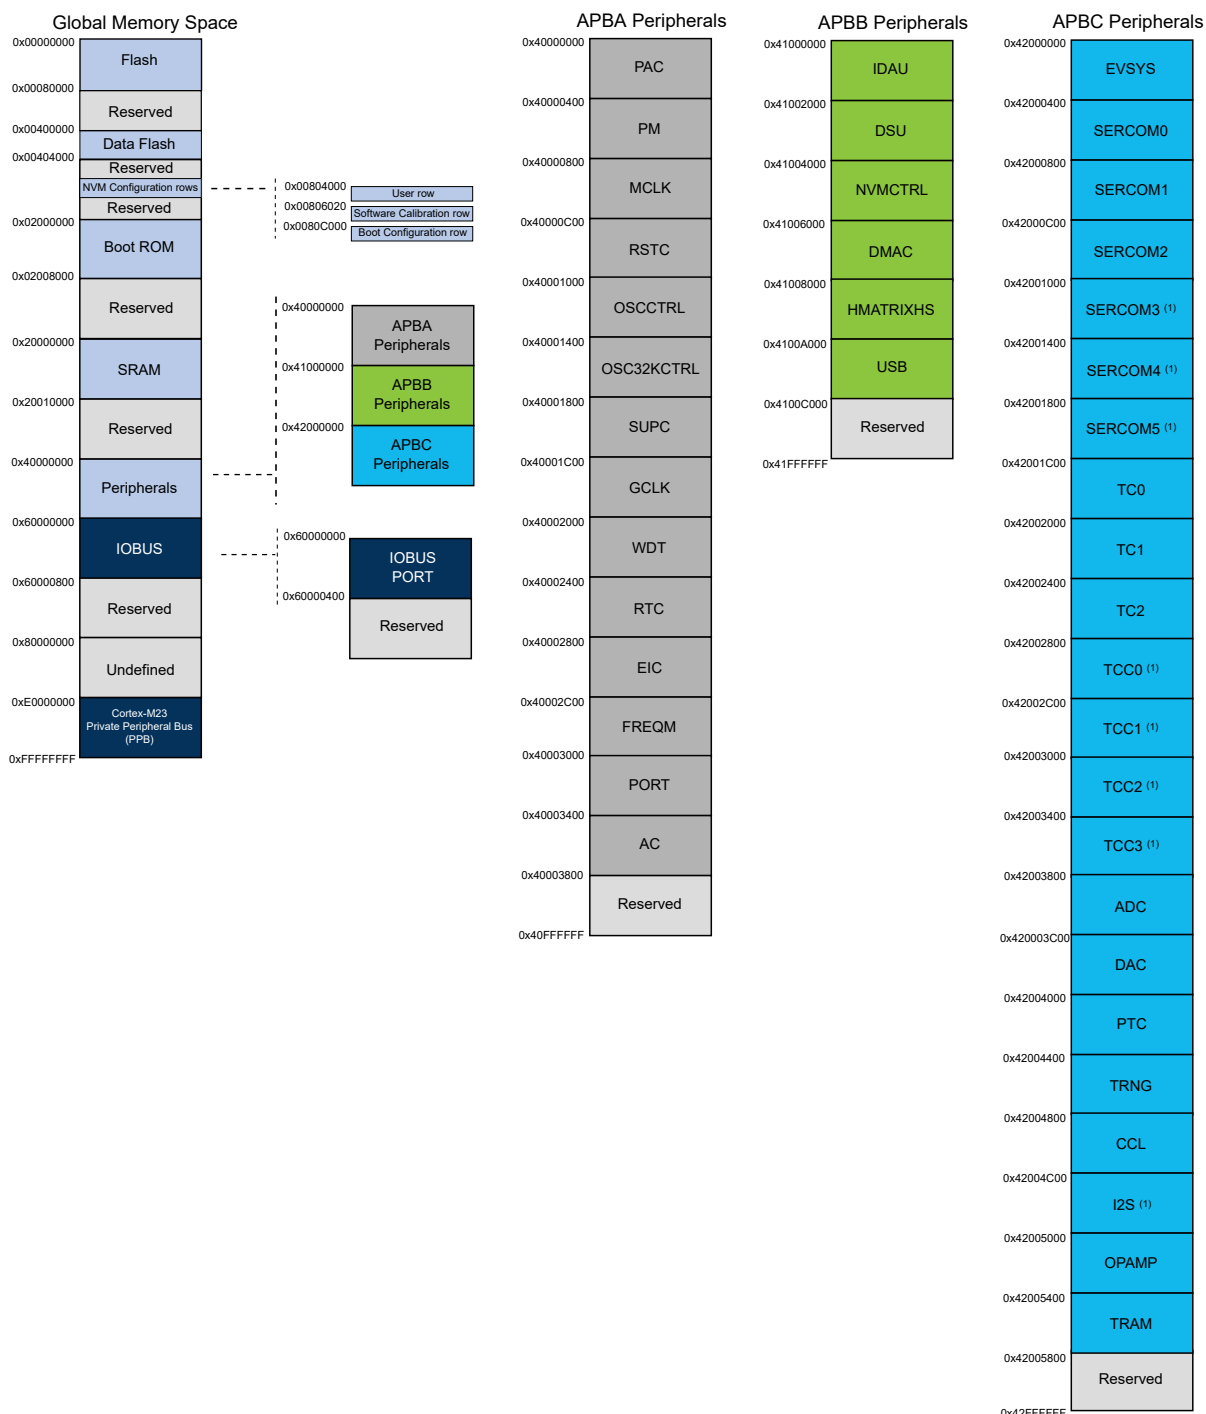 Global Memory Space
0x00000000
Flash
0x00080000
Reserved
0x00400000
Data Flash
0x00404000
Reserved
NVM Configuration rows
Reserved
0x02000000
Boot ROM
0x02008000
Reserved
0x20000000
SRAM
0x20010000
Reserved
0x40000000
Peripherals
0x60000000
IOBUS
0x60000800
Reserved
0x80000000
Undefined
0xE0000000
Cortex-M23
Private Peripheral Bus
(PPB)
0xFFFFFFFF
0x00804000
User row
0x00806020
Software Calibration row
0x0080C000
Boot Configuration row
0x40000000
APBA
Peripherals
0x41000000
APBB
Peripherals
0x42000000
APBC
Peripherals
0x60000000
IOBUS
PORT
0x60000400
Reserved
APBA Peripherals
0x40000000
PAC
0x40000400
PM
0x40000800
MCLK
0x40000C00
RSTC
0x40001000
OSCCTRL
0x40001400
OSC32KCTRL
0x40001800
SUPC
0x40001C00
GCLK
0x40002000
WDT
0x40002400
RTC
0x40002800
EIC
0x40002C00
FREQM
0x40003000
PORT
0x40003400
AC
0x40003800
Reserved
0x40FFFFFF
APBB Peripherals
0x41000000
IDAU
0x41002000
DSU
0x41004000
NVMCTRL
0x41006000
DMAC
0x41008000
HMATRIXHS
0x4100A000
USB
0x4100C000
Reserved
0x41FFFFFF
APBC Peripherals
0x42000000
EVSYS
0x42000400
SERCOM0
0x42000800
SERCOM1
0x42000C00
SERCOM2
0x42001000
SERCOM3 (1)
0x42001400
SERCOM4 (1)
0x42001800
SERCOM5 (1)
0x42001C00
TC0
0x42002000
TC1
0x42002400
TC2
0x42002800
TCC0 (1)
0x42002C00
TCC1 (1)
0x42003000
TCC2 (1)
0x42003400
TCC3 (1)
0x42003800
ADC
0x420003C00
DAC
0x42004000
PTC
0x42004400
TRNG
0x42004800
CCL
0x42004C00
I2S (1)
0x42005000
OPAMP
0x42005400
TRAM
0x42005800
Reserved
0x42FFFFFF